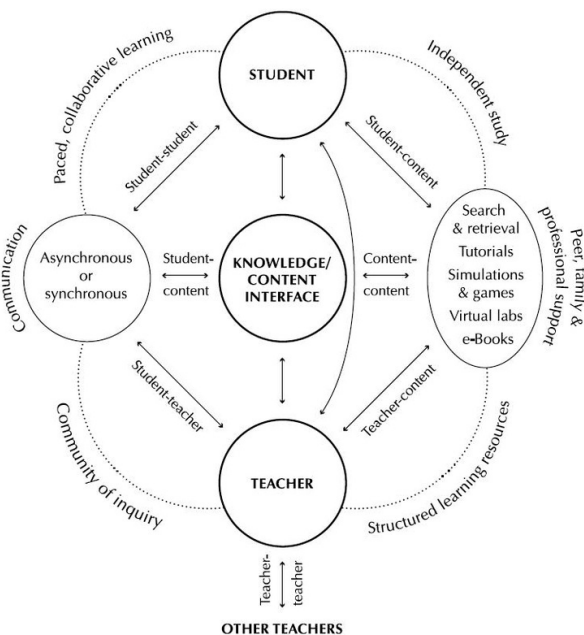 Paced, collaborative learning
STUDENT
Independent study
Student-student
Student-content
Communication
Asynchronous
or
synchronous
Student-
content
KNOWLEDGE/
CONTENT
INTERFACE
Content-
content
Search
& retrieval
Tutorials
Simulations
& games
Virtual labs
e-Books
Peer, family &
professional support
Student-teacher
Teacher-content
Community of inquiry
TEACHER
Structured learning resources
Teacher-
teacher
OTHER TEACHERS